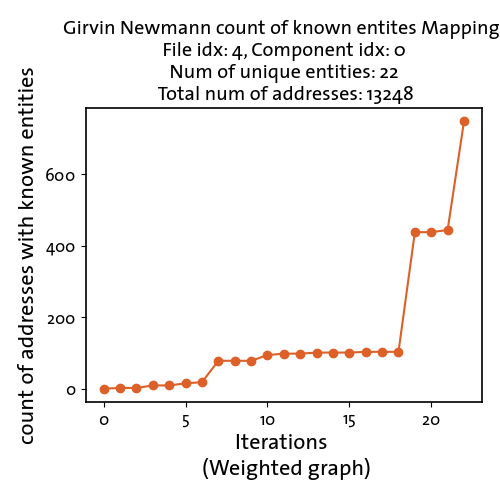 Girvin Newmann count of known entites Mapping
File idx: 4, Component idx: 0
Num of unique entities: 22
Total num of addresses: 13248
count of addresses with known entities
600
400
200
0
0 5 10 15 20
Iterations
(Weighted graph)